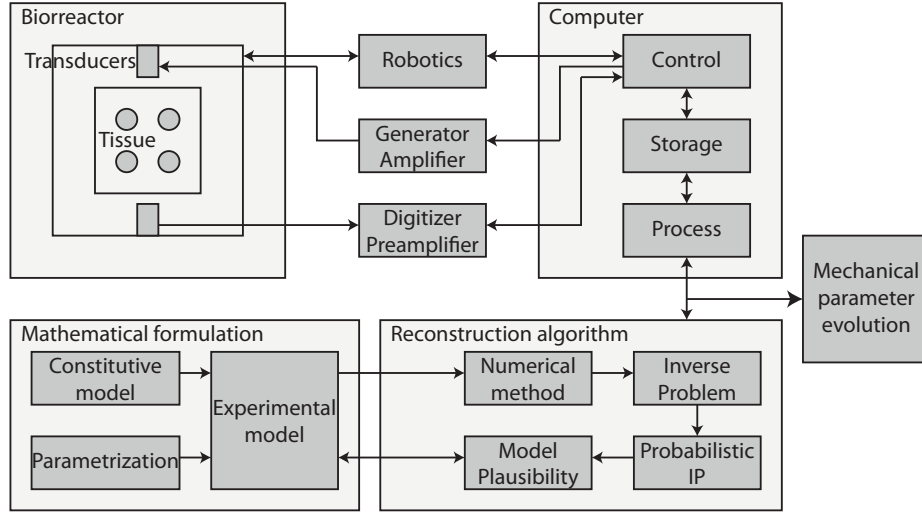 Biorreactor
Transducers
Tissue
Robotics
Generator
Amplifier
Digitizer
Preamplifier
Computer
Control
Storage
Process
Mechanical
parameter
evolution
Mathematical formulation
Constitutive
model
Parametrization
Experimental
model
Reconstruction algorithm
Numerical
method
Inverse
Problem
Model
Plausibility
Probabilistic
IP